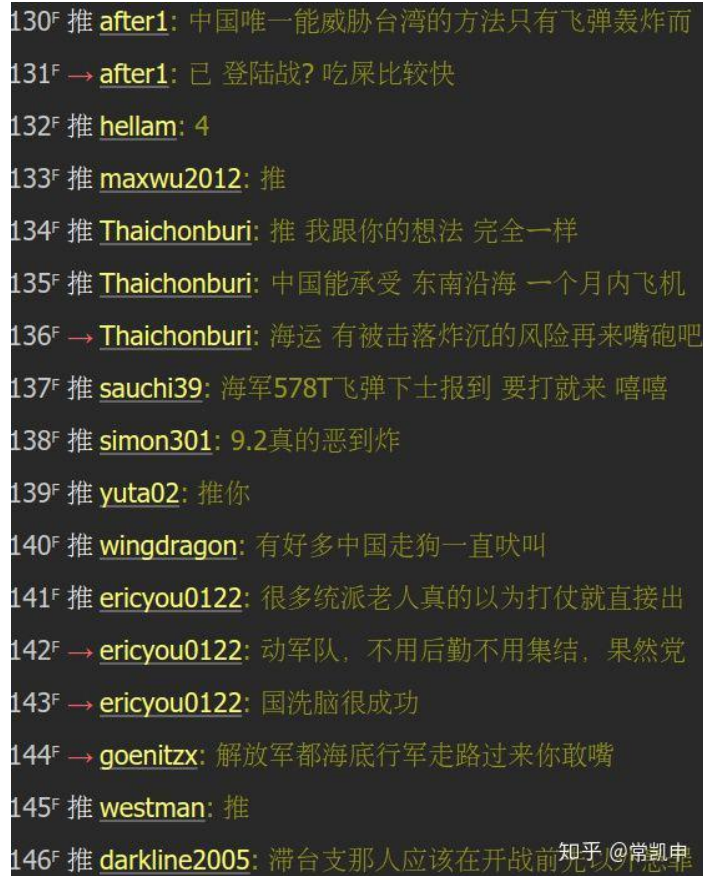 130F 推 after1: 中国唯一能威胁台湾的方法只有飞弹轰炸而
131F → after1: 已 登陆战? 吃屎比较快
132F 推 hellam: 4
133F 推 maxwu2012: 推
134F 推 Thaichonburi: 推 我跟你的想法 完全一样
135F 推 Thaichonburi: 中国能承受 东南沿海 一个月内飞机
136F → Thaichonburi: 海运 有被击落炸沉的风险再来嘴砲吧
137F 推 sauchi39: 海军578T飞弹下士报到 要打就来 嘻嘻
138F 推 simon301: 9.2真的恶到炸
139F 推 yuta02: 推你
140F 推 wingdragon: 有好多中国走狗一直吠叫
141F 推 ericyou0122: 很多统派老人真的以为打仗就直接出
142F → ericyou0122: 动军队，不用后勤不用集结，果然党
143F → ericyou0122: 国洗脑很成功
144F → goenitzx: 解放军都海底行军走路过来你敢嘴
145F 推 westman: 推
146F 推 darkline2005: 滞台支那人应该在开战前先以外患罪
知乎 @常凯申